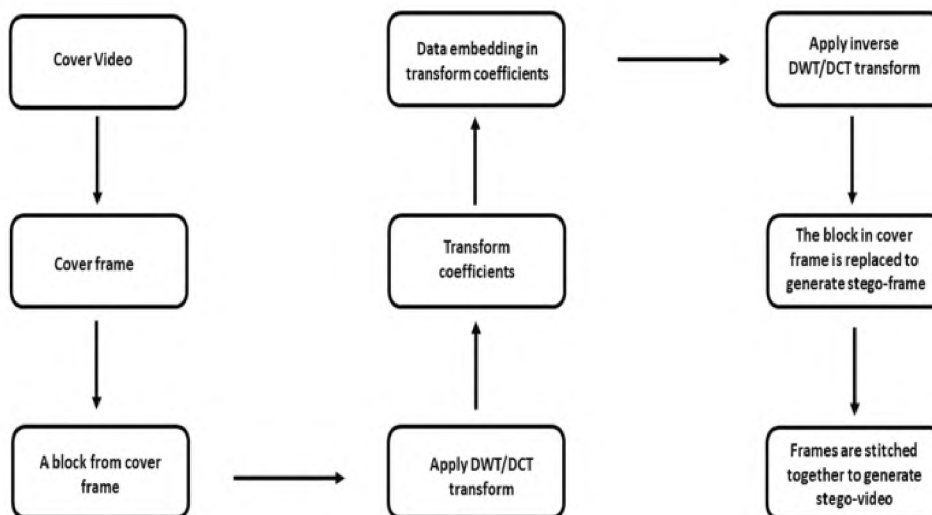 Cover Video
Cover frame
A block from cover
frame
Apply DWT/DCT
transform
Transform
coefficients
Data embedding in
transform coefficients
Apply inverse
DWT/DCT transform
The block in cover
frame is replaced to
generate stego-frame
Frames are stitched
together to generate
stego-video